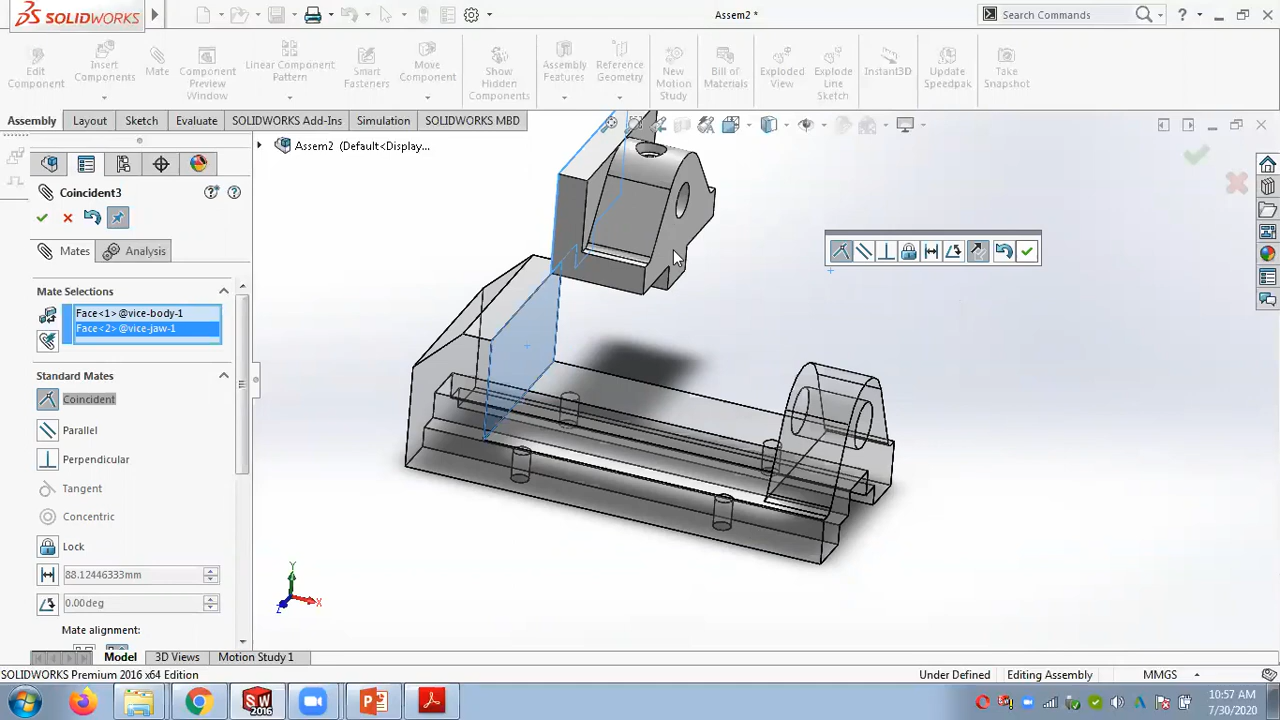 SOLIDWORKS
Assem2 *
Search Commands
Edit Component
Insert Components
Mate
Component Preview Window
Linear Component Pattern
Smart Fasteners
Move Component
Show Hidden Components
Assembly Features
Reference Geometry
New Motion Study
Bill of Materials
Exploded View
Explode Line Sketch
Instant3D
Update Speedpak
Take Snapshot
Assembly
Layout
Sketch
Evaluate
SOLIDWORKS Add-Ins
Simulation
SOLIDWORKS MBD
Assem2 (Default<Display...
Coincident3
Mates
Analysis
Mate Selections
Face<1>@vice-body-1
Face<2>@vice-jaw-1
Standard Mates
Coincident
Parallel
Perpendicular
Tangent
Concentric
Lock
88.12446333mm
0.00deg
Mate alignment:
Y
X
Z
Model
3D Views
Motion Study 1
SOLIDWORKS Premium 2016 x64 Edition
Under Defined
Editing Assembly
MMGS
SW
2016
10:57 AM
7/30/2020